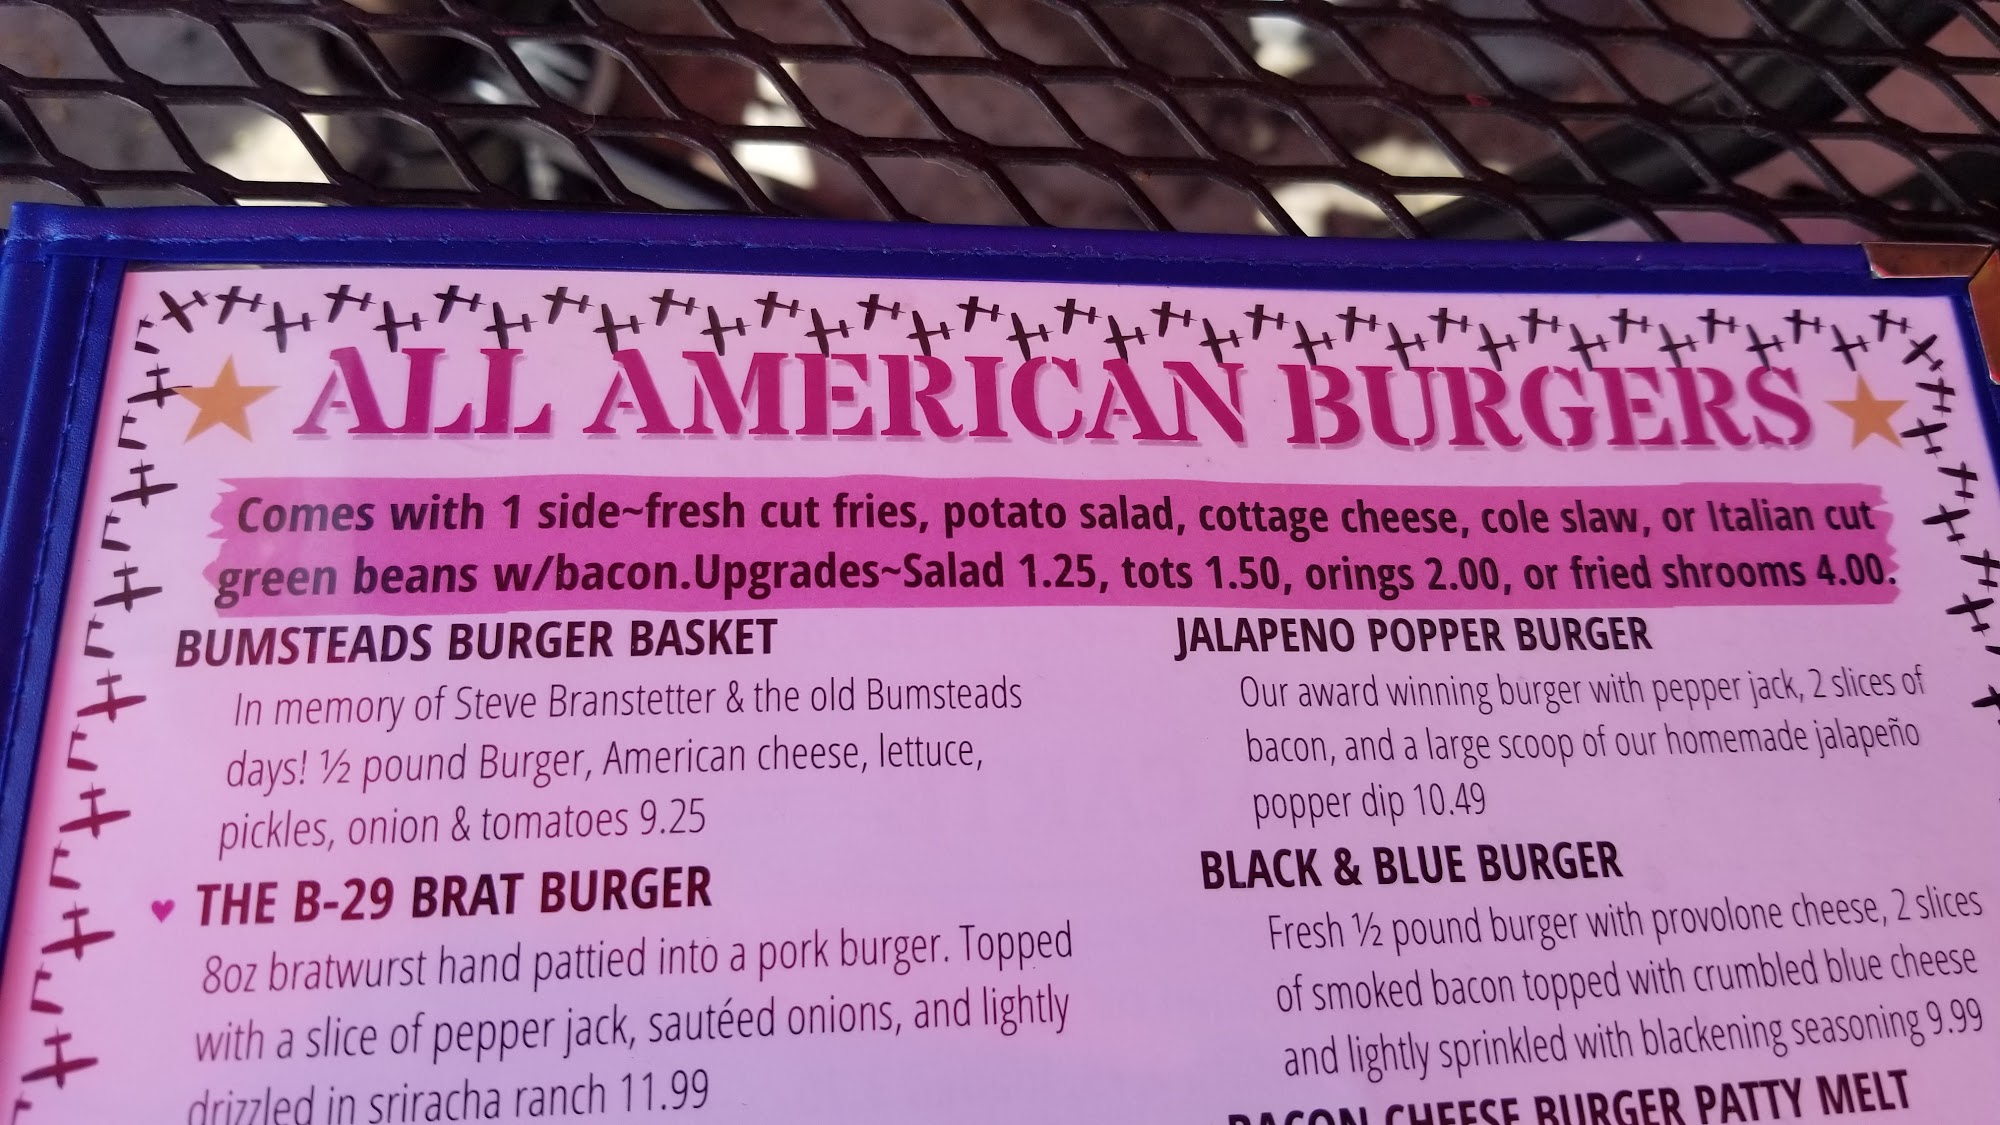 ALL AMERICAN BURGERS
Comes with 1 side~fresh cut fries, potato salad, cottage cheese, cole slaw, or Italian cut
green beans w/bacon.Upgrades~Salad 1.25, tots 1.50, orings 2.00, or fried shrooms 4.00.
BUMSTEADS BURGER BASKET
In memory of Steve Branstetter & the old Bumsteads
days! ½ pound Burger, American cheese, lettuce,
pickles, onion & tomatoes 9.25
THE B-29 BRAT BURGER
8oz bratwurst hand pattied into a pork burger. Topped
with a slice of pepper jack, sautéed onions, and lightly
drizzled in sriracha ranch 11.99
JALAPENO POPPER BURGER
Our award winning burger with pepper jack, 2 slices of
bacon, and a large scoop of our homemade jalapeño
popper dip 10.49
BLACK & BLUE BURGER
Fresh ½ pound burger with provolone cheese, 2 slices
of smoked bacon topped with crumbled blue cheese
and lightly sprinkled with blackening seasoning 9.99
BACON CHEESE BURGER PATTY MELT